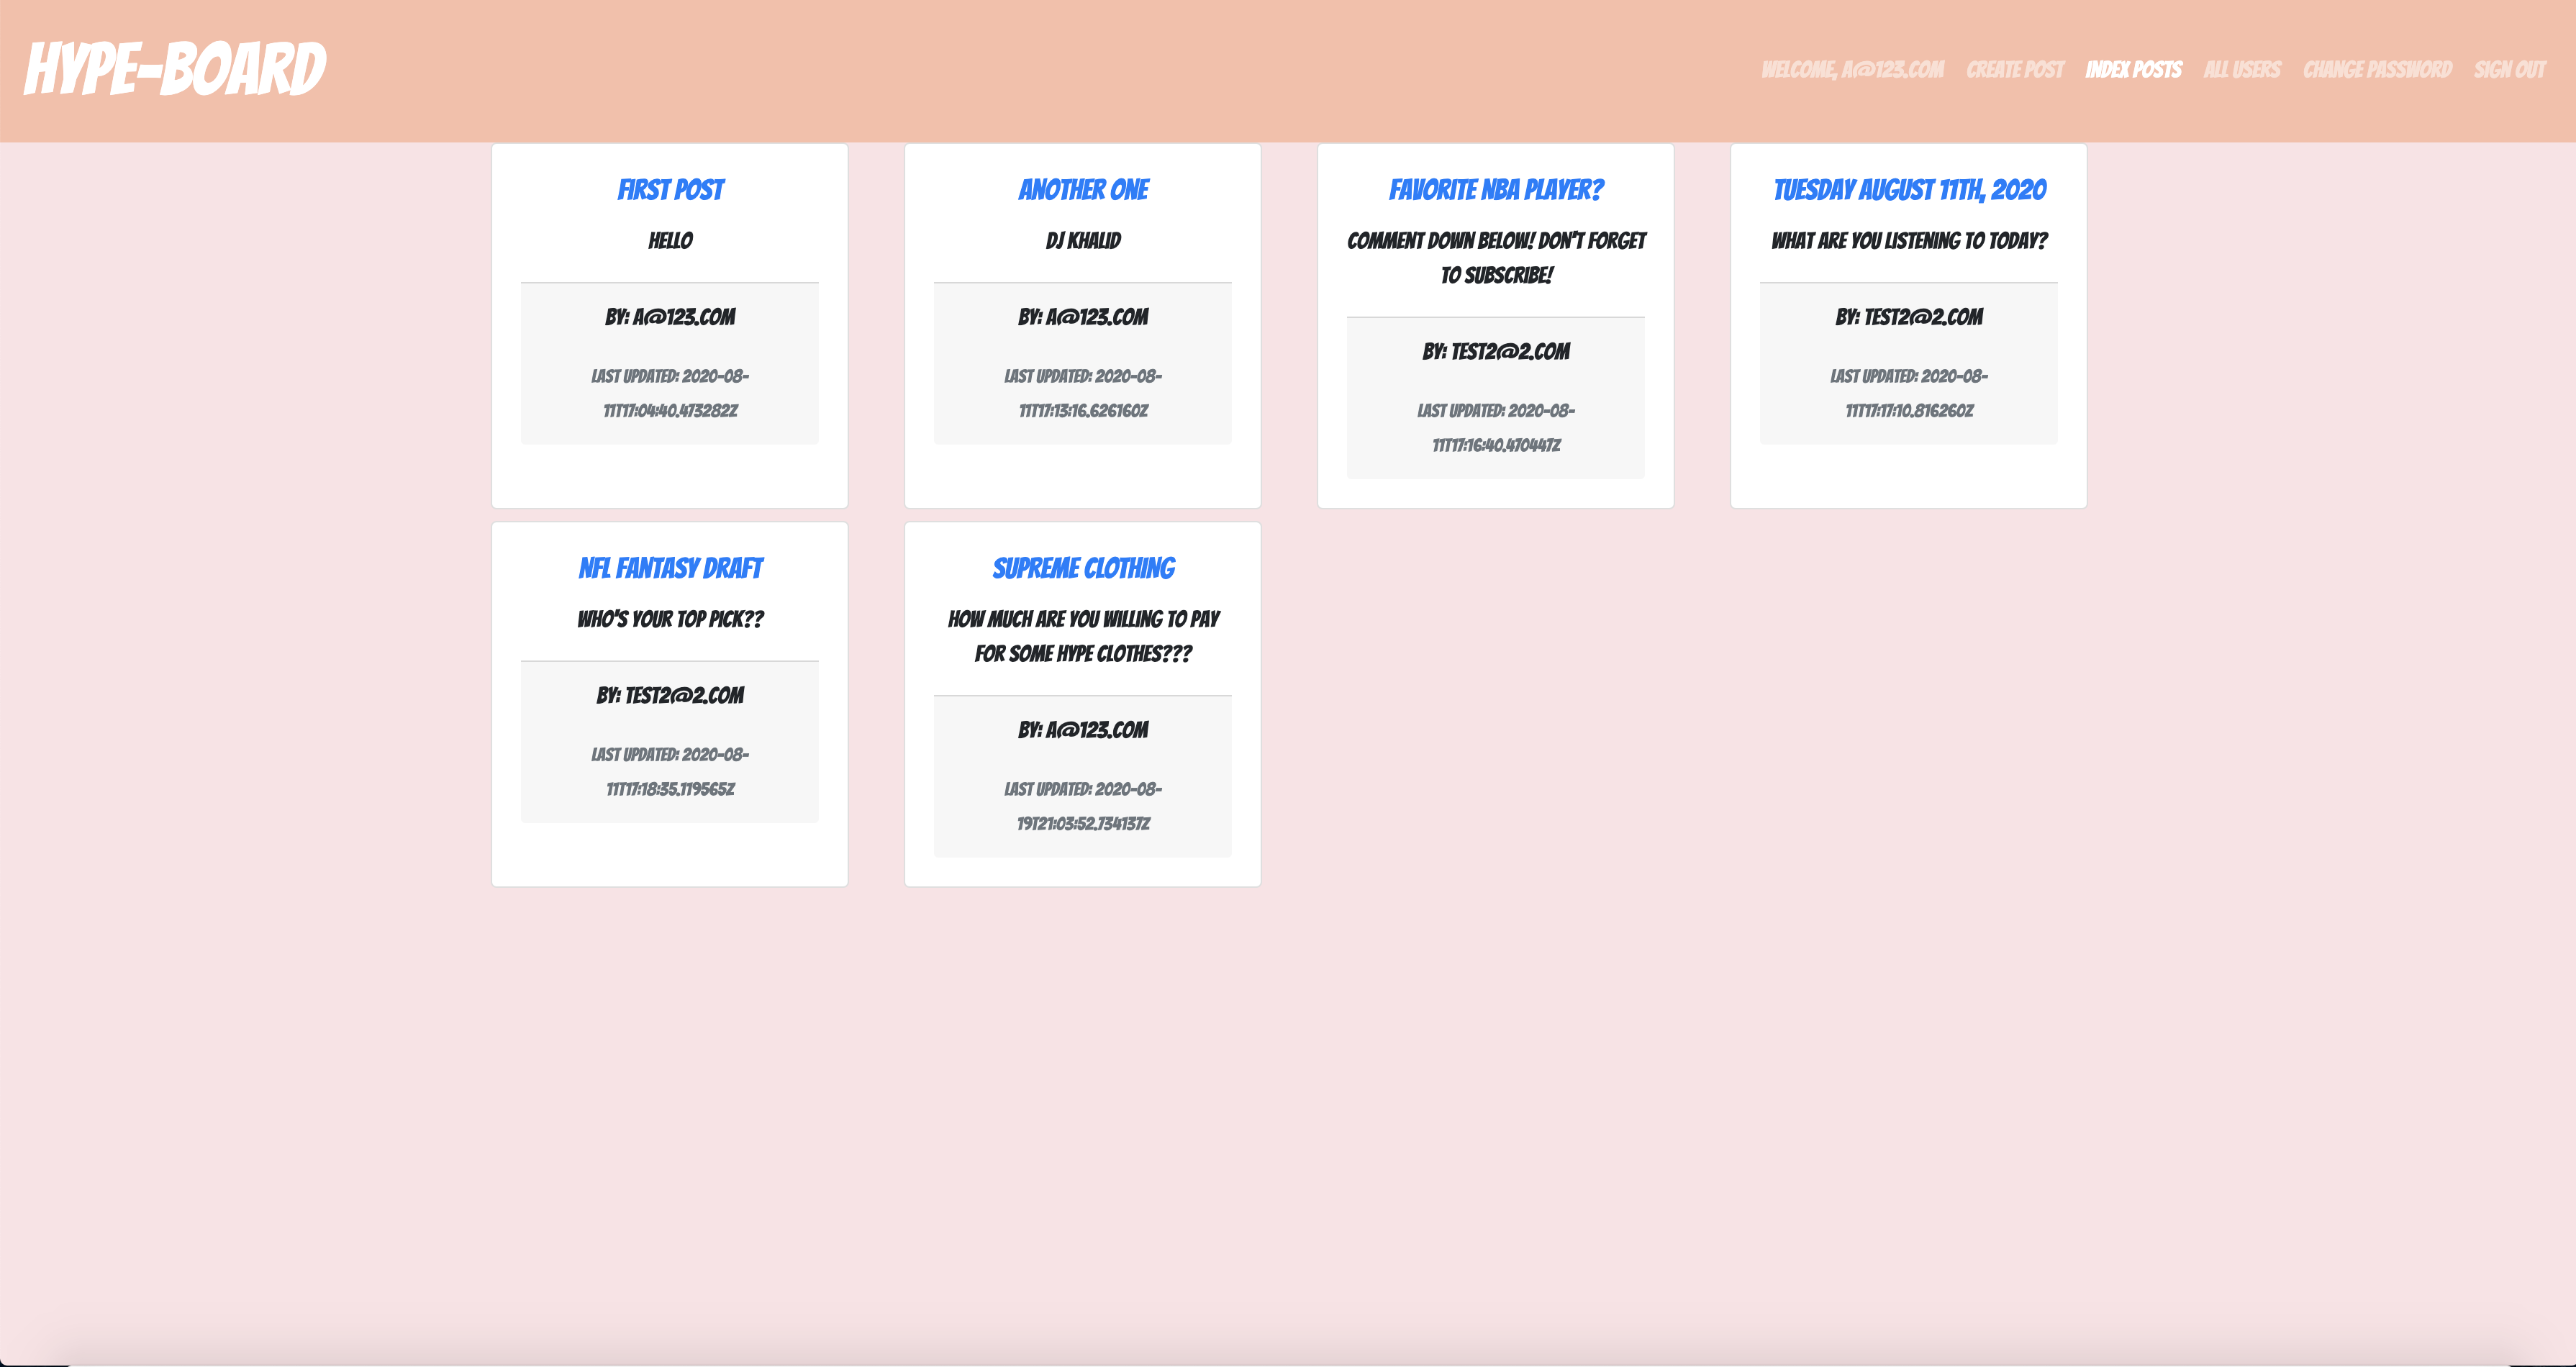 HYPE-BOARD
WELCOME, A@123.COM CREATE POST INDEX POSTS ALL USERS CHANGE PASSWORD SIGN OUT
FIRST POST
HELLO
BY: A@123.COM
LAST UPDATED: 2020-08-
11T17:04:40.473282Z
ANOTHER ONE
DJ KHALID
BY: A@123.COM
LAST UPDATED: 2020-08-
11T17:13:16.626160Z
FAVORITE NBA PLAYER?
COMMENT DOWN BELOW! DON'T FORGET
TO SUBSCRIBE!
BY: TEST2@2.COM
LAST UPDATED: 2020-08-
11T17:16:40.470447Z
TUESDAY AUGUST 11TH, 2020
WHAT ARE YOU LISTENING TO TODAY?
BY: TEST2@2.COM
LAST UPDATED: 2020-08-
11T17:17:10.816260Z
NFL FANTASY DRAFT
WHO'S YOUR TOP PICK??
BY: TEST2@2.COM
LAST UPDATED: 2020-08-
11T17:18:35.119565Z
SUPREME CLOTHING
HOW MUCH ARE YOU WILLING TO PAY
FOR SOME HYPE CLOTHES???
BY: A@123.COM
LAST UPDATED: 2020-08-
19T21:03:52.734137Z